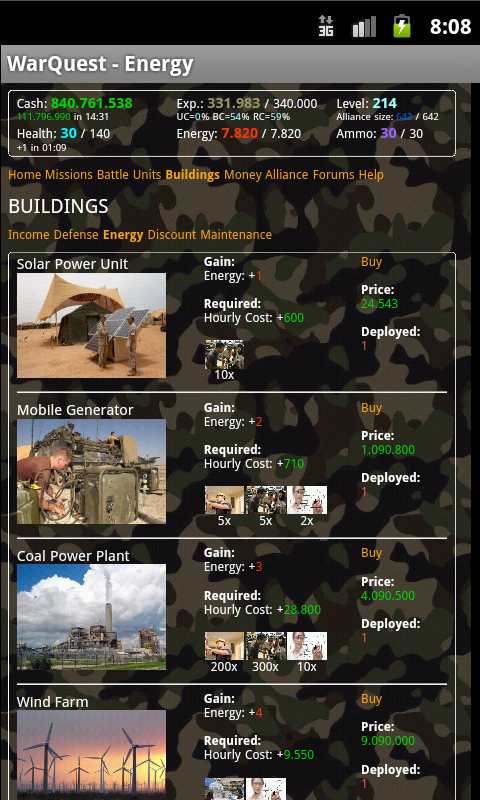 3G 8:08
WarQuest - Energy
Cash: 840.761.538 Exp.: 331.983 / 340.000 Level: 214
111.796.990 in 14:31 UC=0% BC=54% RC=59% Alliance size: 642 / 642
Health: 30 / 140 Energy: 7.820 / 7.820 Ammo: 30 / 30
+1 in 01:09
Home Missions Battle Units Buildings Money Alliance Forums Help
BUILDINGS
Income Defense Energy Discount Maintenance
Solar Power Unit Gain: Buy
Energy: +1
Price:
Required: 24.543
Hourly Cost: +600
Deployed:
1
10x
Mobile Generator Gain: Buy
Energy: +2
Price:
Required: 1.090.800
Hourly Cost: +710
Deployed:
1
5x 5x 2x
Coal Power Plant Gain: Buy
Energy: +3
Price:
Required: 4.090.500
Hourly Cost: +28.800
Deployed:
1
200x 300x 10x
Wind Farm Gain: Buy
Energy: +4
Price:
Required: 9.090.000
Hourly Cost: +9.550
Deployed:
1